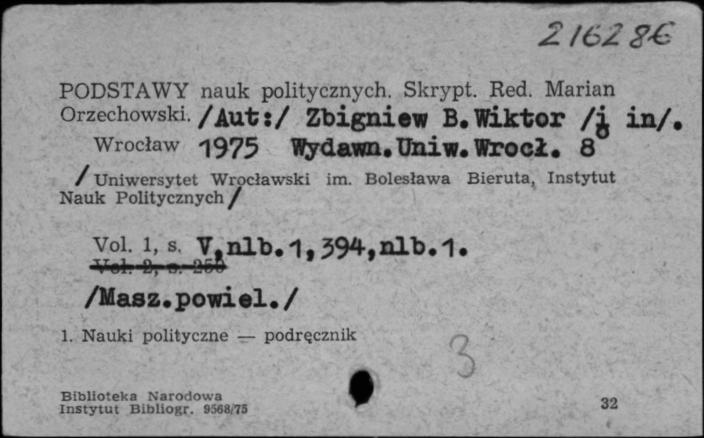 216286
PODSTAWY nauk politycznych. Skrypt. Red. Marian
Orzechowski. /Aut:/ Zbigniew B.Wiktor /i in/.
Wrocław 1975 Wydawn.Uniw.Wrocł. 8°
/Uniwersytet Wrocławski im. Bolesława Bieruta, Instytut
Nauk Politycznych/
Vol. 1, s. V,nlb.1,394,nlb.1.
Vol. 2, s. 250
/Masz.powiel./
1. Nauki polityczne — podręcznik
3
Biblioteka Narodowa
Instytut Bibliogr. 9568/75
32